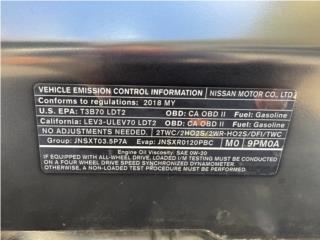 VEHICLE EMISSION CONTROL INFORMATION NISSAN MOTOR CO., LTD.
Conforms to regulations: 2018 MY
U.S. EPA: T3B70 LDT2 OBD: CA OBD II Fuel: Gasoline
California: LEV3-ULEV70 LDT2 OBD: CA OBD II Fuel: Gasoline
NO ADJUSTMENTS NEEDED. 2TWC/2HO2S/2WR-HO2S/DFI/TWC
Group: JNSXT03.5P7A Evap: JNSXR0120PBC M0 9PM0A
Engine Oil Viscosity: SAE 0W-20
IF EQUIPPED WITH ALL-WHEEL DRIVE, LOADED I/M TESTING MUST BE CONDUCTED ON A
FOUR WHEEL DRIVE SPEED SYNCHRONIZED DYNAMOMETER.
OTHERWISE, A NON-LOADED TEST PROCEDURE MUST BE CONDUCTED.